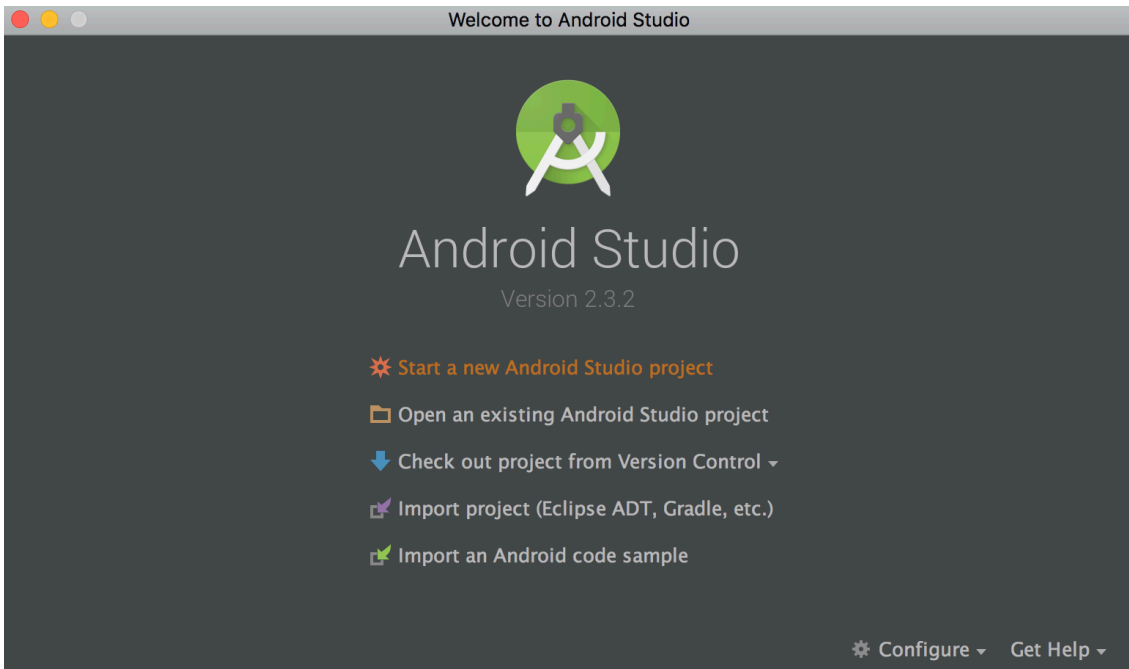 Welcome to Android Studio
Android Studio
Version 2.3.2
Start a new Android Studio project
Open an existing Android Studio project
Check out project from Version Control
Import project (Eclipse ADT, Gradle, etc.)
Import an Android code sample
Configure Get Help